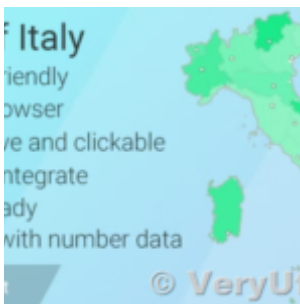 f Italy
riendly
owser
ve and clickable
ntegrate
ady
with number data
t
© VeryU